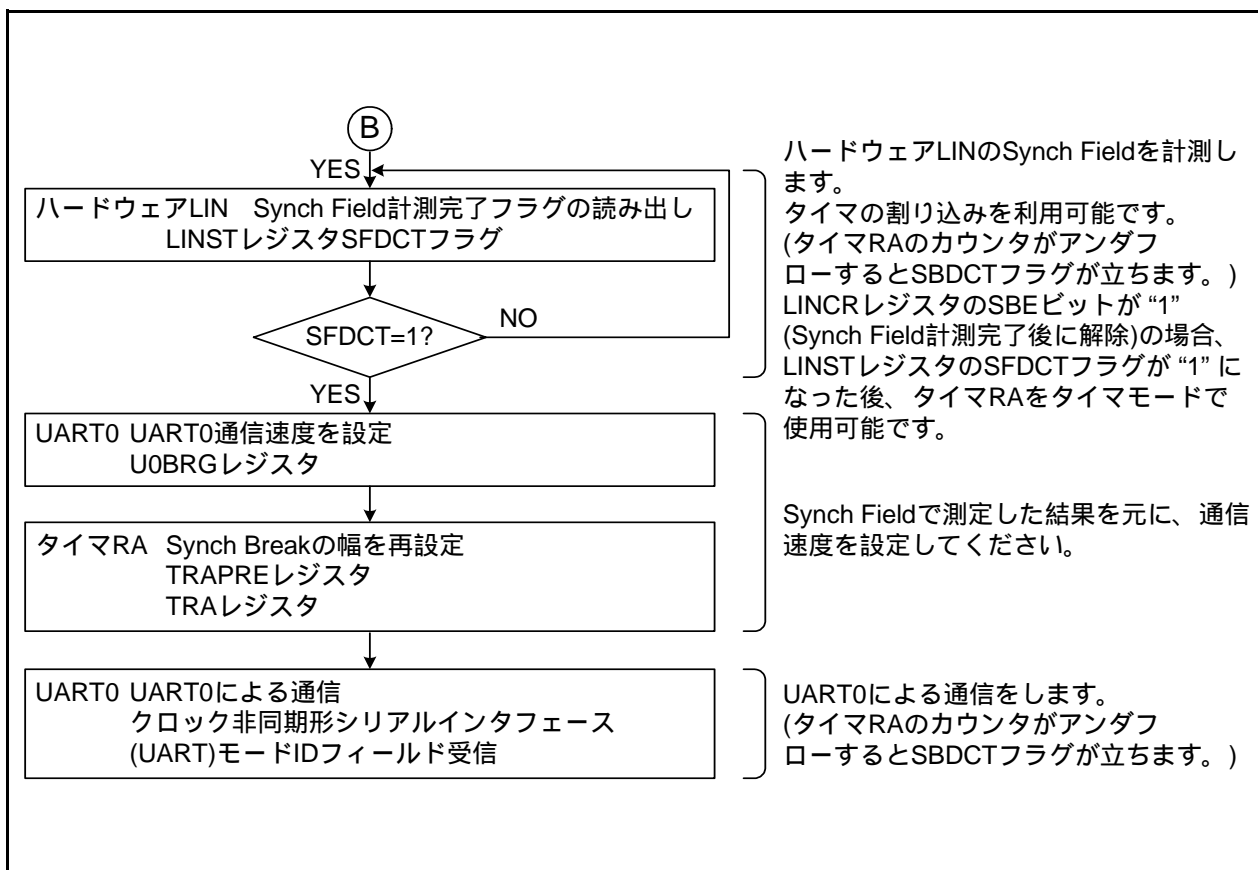 B
YES
ハードウェアLIN Synch Field計測完了フラグの読み出し
LINSTレジスタSFDCTフラグ
SFDCT=1?
NO
YES
UART0 UART0通信速度を設定
U0BRGレジスタ
タイマRA Synch Breakの幅を再設定
TRAPREレジスタ
TRAレジスタ
UART0 UART0による通信
クロック非同期形シリアルインタフェース
(UART)モードIDフィールド受信
ハードウェアLINのSynch Fieldを計測し
ます。
タイマの割り込みを利用可能です。
(タイマRAのカウンタがアンダフ
ローするとSBDCTフラグが立ちます。)
LINCRレジスタのSBEビットが “1”
(Synch Field計測完了後に解除)の場合、
LINSTレジスタのSFDCTフラグが “1” に
なった後、タイマRAをタイマモードで
使用可能です。
Synch Fieldで測定した結果を元に、通信
速度を設定してください。
UART0による通信をします。
(タイマRAのカウンタがアンダフ
ローするとSBDCTフラグが立ちます。)